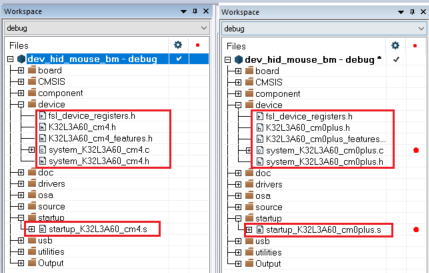 Workspace
debug
Files
dev_hid_mouse_bm - debug
board
CMSIS
component
device
fsl_device_registers.h
K32L3A60_cm4.h
K32L3A60_cm4_features.h
system_K32L3A60_cm4.c
system_K32L3A60_cm4.h
doc
drivers
osa
source
startup
startup_K32L3A60_cm4.s
usb
utilities
Output
Workspace
debug
Files
dev_hid_mouse_bm - debug *
board
CMSIS
component
device
fsl_device_registers.h
K32L3A60_cm0plus.h
K32L3A60_cm0plus_features...
system_K32L3A60_cm0plus.c
system_K32L3A60_cm0plus.h
doc
drivers
osa
source
startup
startup_K32L3A60_cm0plus.s
usb
utilities
Output